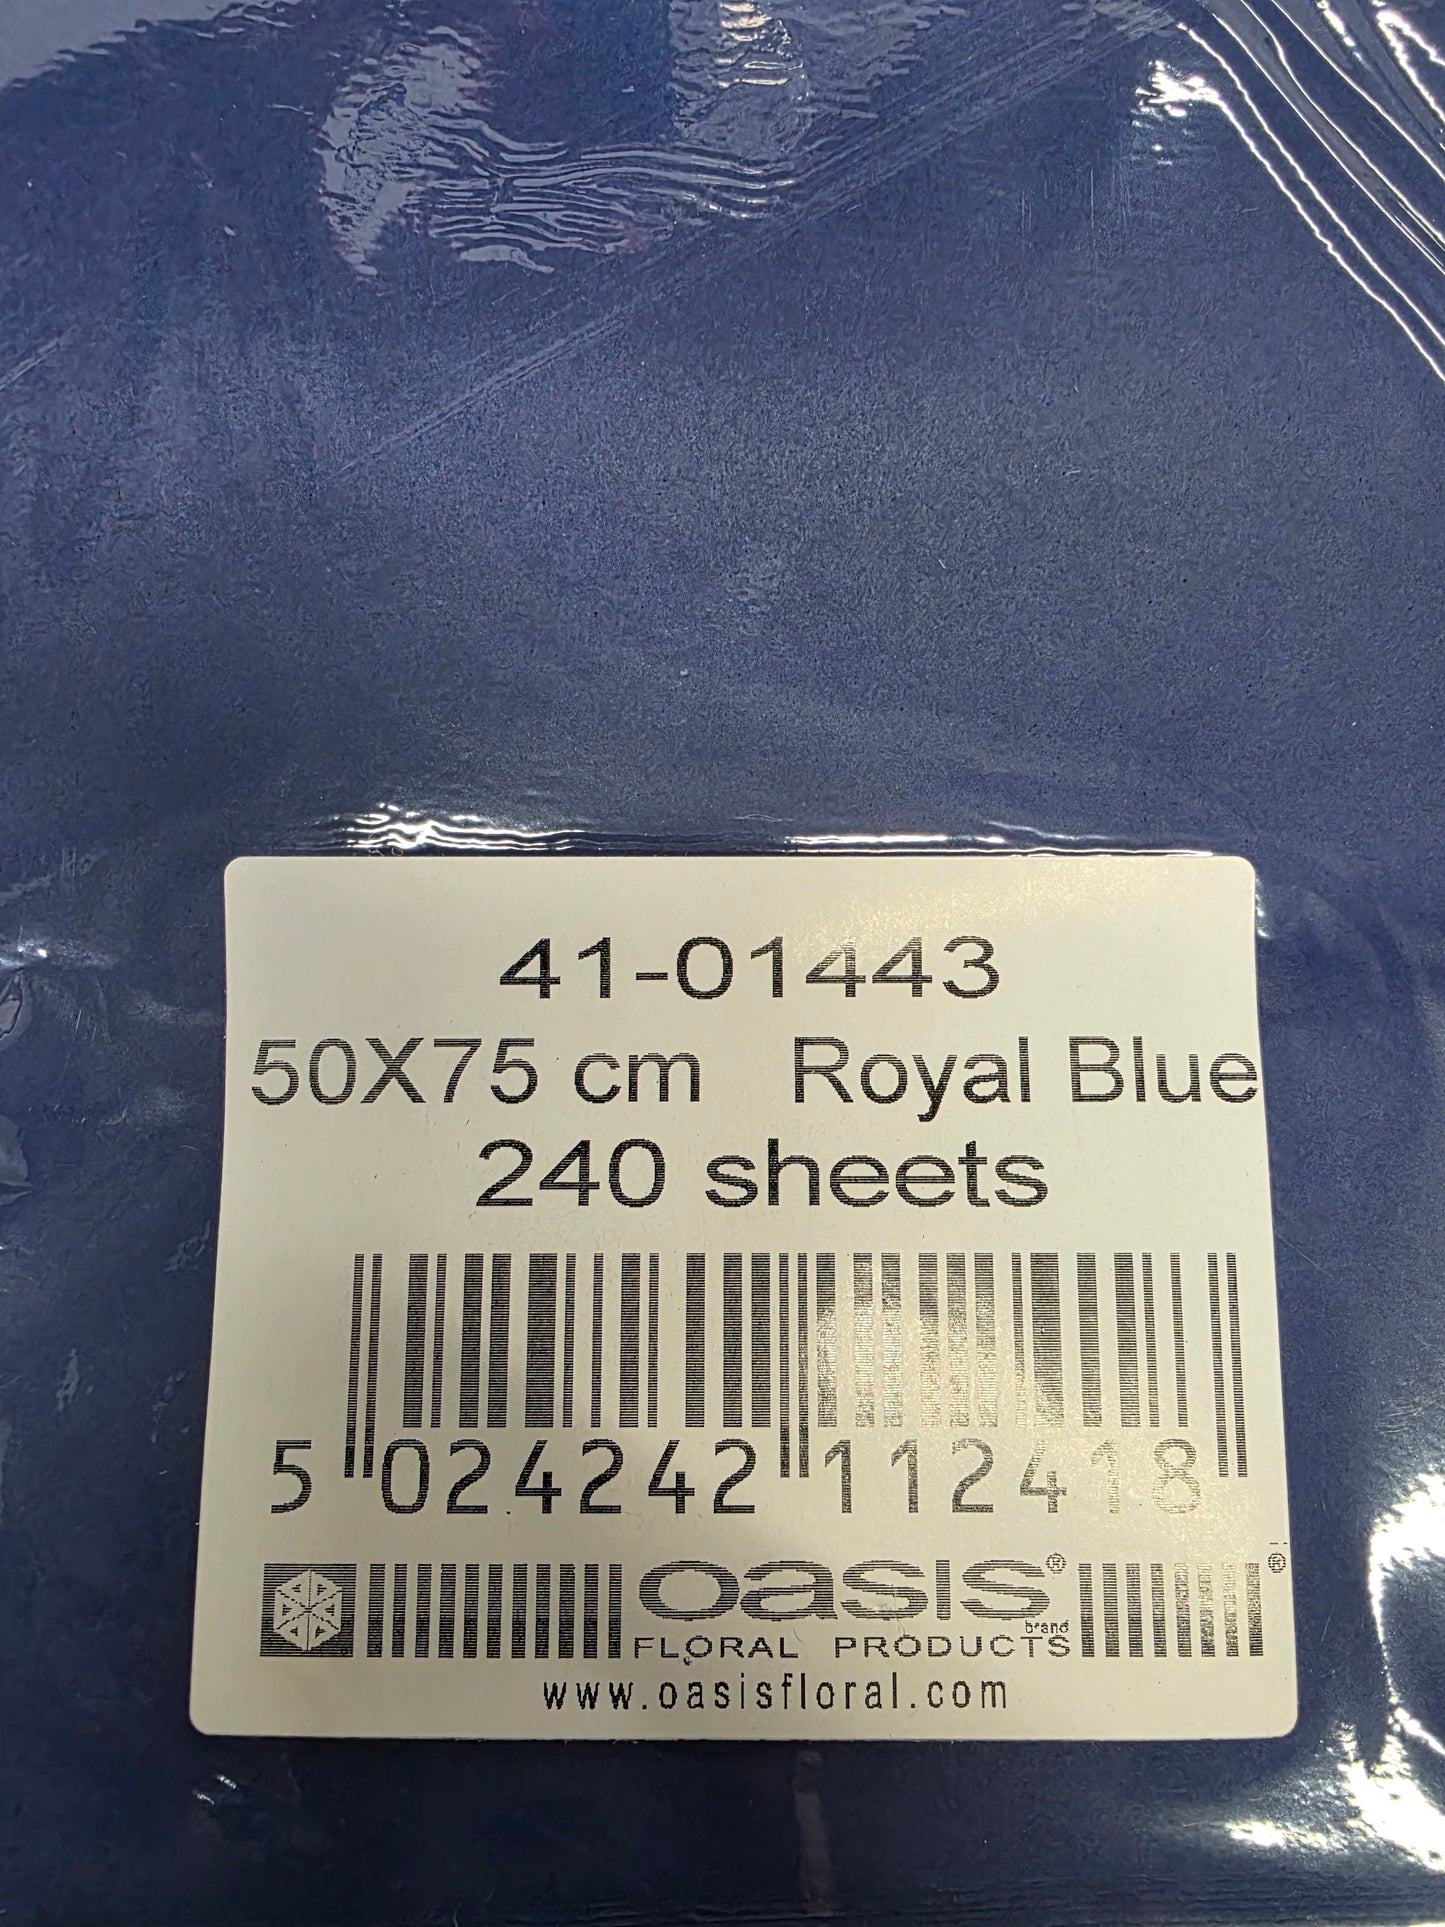 41-01443
50X75 cm Royal Blue
240 sheets
5 024242 112418
OASIS® ®
brand
FLORAL PRODUCTS
www.oasisfloral.com